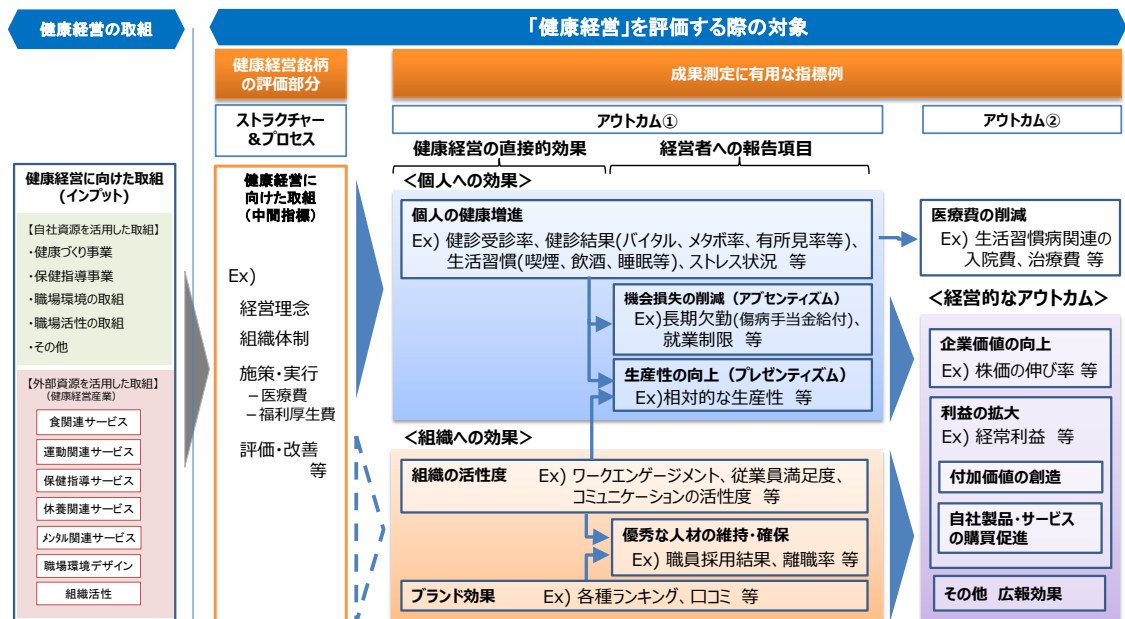 健康経営の取組
「健康経営」を評価する際の対象
健康経営銘柄
の評価部分
成果測定に有用な指標例
ストラクチャー
&プロセス
アウトカム①
アウトカム②
健康経営の直接的効果
経営者への報告項目
健康経営に向けた取組
(インプット)
【自社資源を活用した取組】
・健康づくり事業
・保健指導事業
・職場環境の取組
・職場活性の取組
・その他
【外部資源を活用した取組】
(健康経営産業)
食関連サービス
運動関連サービス
保健指導サービス
休養関連サービス
メンタル関連サービス
職場環境デザイン
組織活性
健康経営に
向けた取組
(中間指標)
Ex)
経営理念
組織体制
施策・実行
－医療費
－福利厚生費
評価・改善
等
<個人への効果>
個人の健康増進
Ex) 健診受診率、健診結果(バイタル、メタボ率、有所見率等)、
生活習慣(喫煙、飲酒、睡眠等)、ストレス状況 等
機会損失の削減（アブセンティズム）
Ex)長期欠勤(傷病手当金給付)、
就業制限 等
生産性の向上（プレゼンティズム）
Ex)相対的な生産性 等
<組織への効果>
組織の活性度 Ex) ワークエンゲージメント、従業員満足度、
コミュニケーションの活性度 等
優秀な人材の維持・確保
Ex) 職員採用結果、離職率 等
ブランド効果 Ex) 各種ランキング、口コミ 等
医療費の削減
Ex) 生活習慣病関連の
入院費、治療費 等
<経営的なアウトカム>
企業価値の向上
Ex) 株価の伸び率 等
利益の拡大
Ex) 経常利益 等
付加価値の創造
自社製品・サービス
の購買促進
その他 広報効果